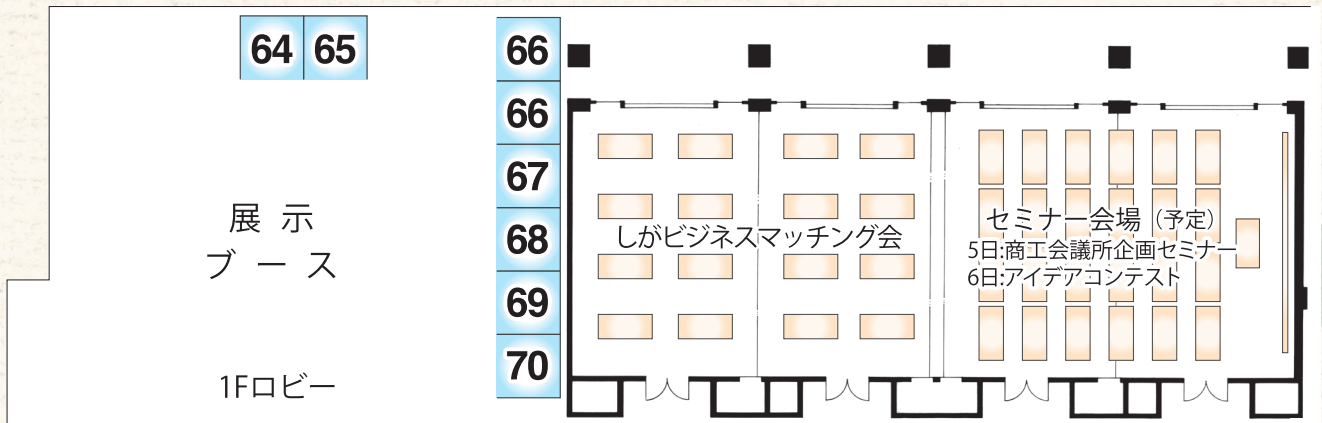 64 65
66
66
67
68
69
70
展示
ブース
1Fロビー
しがビジネスマッチング会
セミナー会場（予定）
5日:商工会議所企画セミナー
6日:アイデアコンテスト